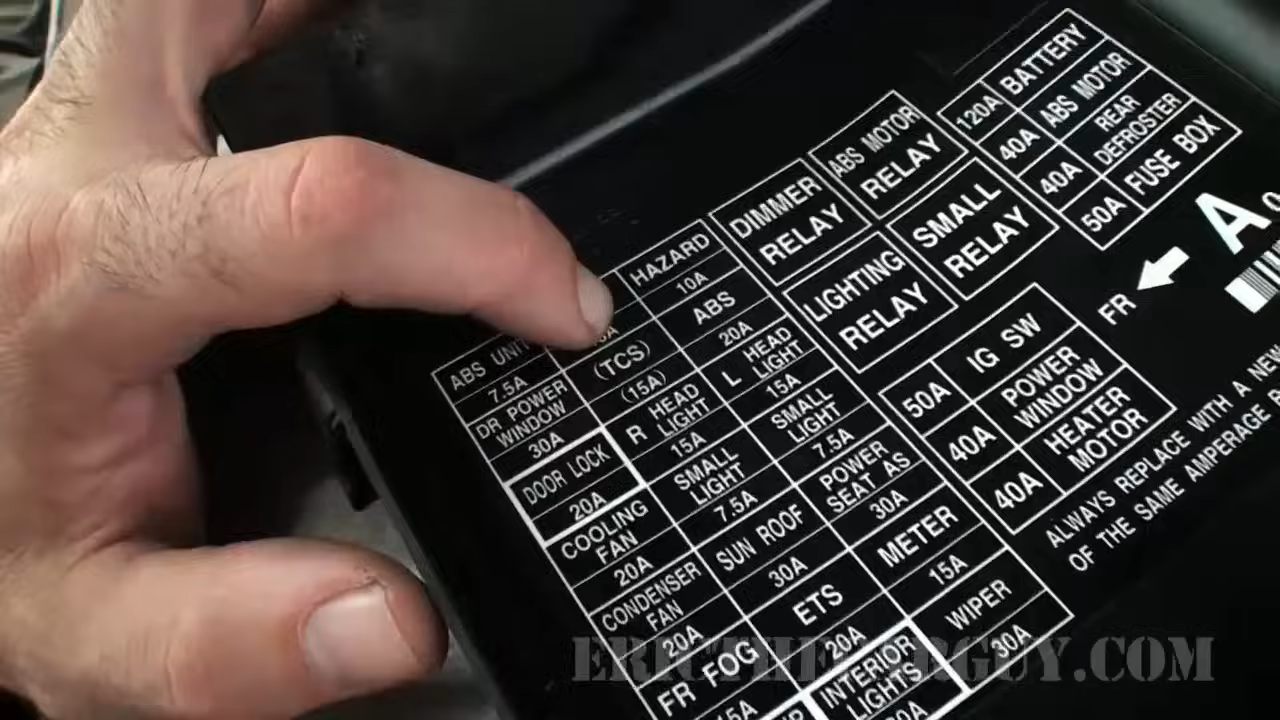 120A BATTERY
40A ABS MOTOR
40A REAR
DEFROSTER
50A FUSE BOX
ABS MOTOR
RELAY
DIMMER
RELAY
SMALL
RELAY
LIGHTING
RELAY
HAZARD
10A
ABS
20A
L HEAD
LIGHT
15A
SMALL
LIGHT
7.5A
POWER
SEAT AS
30A
METER
15A
WIPER
30A
(TCS)
(15A)
R HEAD
LIGHT
15A
SMALL
LIGHT
7.5A
SUN ROOF
30A
ETS
20A
INTERIOR
LIGHTS
ABS UNIT
7.5A
DR POWER
WINDOW
30A
DOOR LOCK
20A
COOLING
FAN
20A
CONDENSER
FAN
20A
FR FOG
15A
50A IG SW
40A POWER
WINDOW
40A HEATER
MOTOR
FR
A
ALWAYS REPLACE WITH A NEW
OF THE SAME AMPERAGE
ERICTHECARGUY.COM